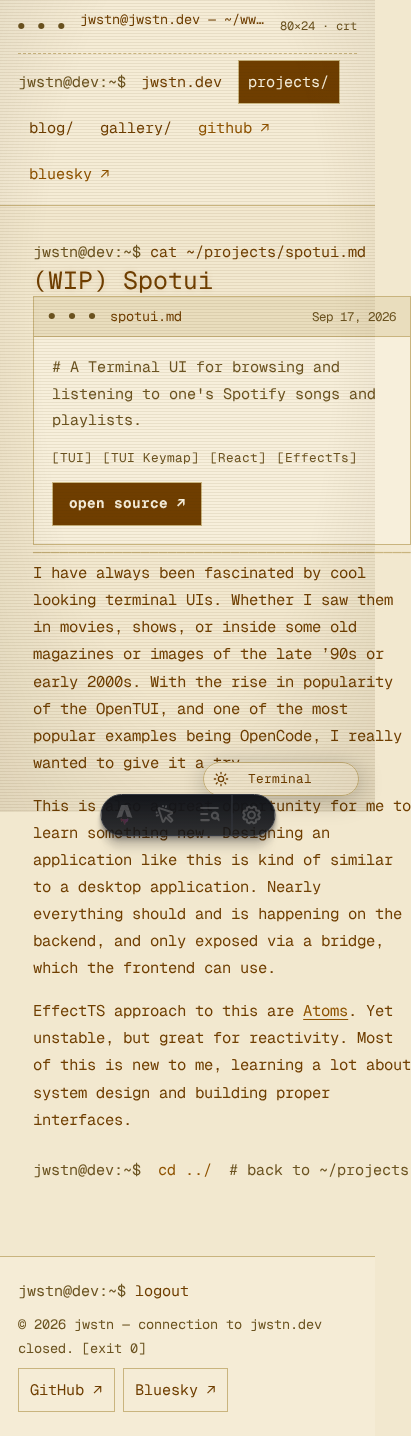 jwstn@jwstn.dev — ~/ww… 80×24 · crt
jwstn@dev:~$ jwstn.dev projects/
blog/ gallery/ github ↗
bluesky ↗
jwstn@dev:~$ cat ~/projects/spotui.md
(WIP) Spotui
spotui.md Sep 17, 2026
# A Terminal UI for browsing and
listening to one's Spotify songs and
playlists.
[TUI] [TUI Keymap] [React] [EffectTs]
open source ↗
I have always been fascinated by cool
looking terminal UIs. Whether I saw them
in movies, shows, or inside some old
magazines or images of the late ’90s or
early 2000s. With the rise in popularity
of the OpenTUI, and one of the most
popular examples being OpenCode, I really
wanted to give it a try.
Terminal
This is tunity for me to
learn something new. Designing an
application like this is kind of similar
to a desktop application. Nearly
everything should and is happening on the
backend, and only exposed via a bridge,
which the frontend can use.
EffectTS approach to this are Atoms. Yet
unstable, but great for reactivity. Most
of this is new to me, learning a lot about
system design and building proper
interfaces.
jwstn@dev:~$ cd ../ # back to ~/projects
jwstn@dev:~$ logout
© 2026 jwstn — connection to jwstn.dev
closed. [exit 0]
GitHub ↗ Bluesky ↗